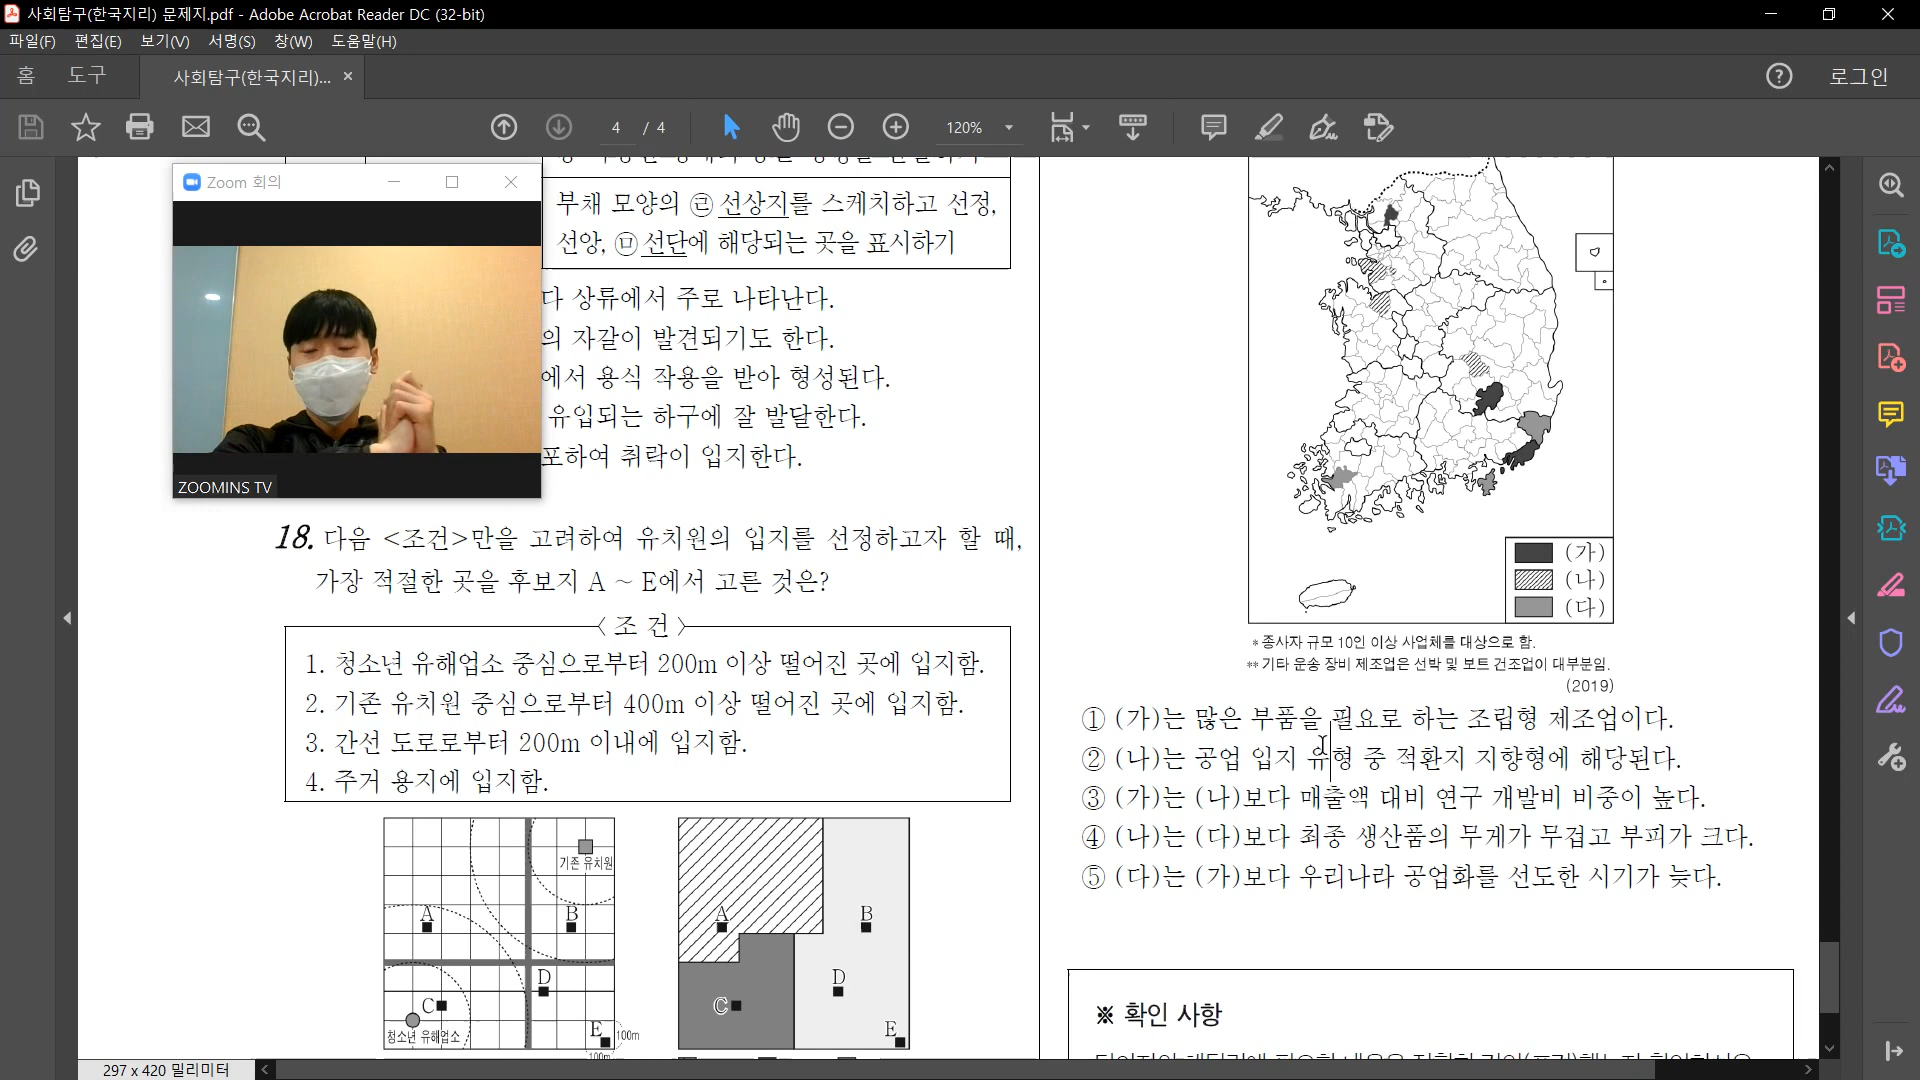 사회탐구(한국지리) 문제지.pdf - Adobe Acrobat Reader DC (32-bit)
파일(F) 편집(E) 보기(V) 서명(S) 창(W) 도움말(H)
홈 도구 사회탐구(한국지리)... × 로그인
4 / 4 120%
Zoom 회의
ZOOMINS TV
부채 모양의 ㉣ 선상지를 스케치하고 선정,
선앙, ㉤ 선단에 해당되는 곳을 표시하기
다 상류에서 주로 나타난다.
의 자갈이 발견되기도 한다.
에서 용식 작용을 받아 형성된다.
유입되는 하구에 잘 발달한다.
포하여 취락이 입지한다.
18. 다음 <조건>만을 고려하여 유치원의 입지를 선정하고자 할 때,
가장 적절한 곳을 후보지 A ~ E에서 고른 것은?
<조 건>
1. 청소년 유해업소 중심으로부터 200m 이상 떨어진 곳에 입지함.
2. 기존 유치원 중심으로부터 400m 이상 떨어진 곳에 입지함.
3. 간선 도로로부터 200m 이내에 입지함.
4. 주거 용지에 입지함.
기존 유치원
A
B
D
C
청소년 유해업소
E
100m
100m
A
B
D
C
E
(가)
(나)
(다)
* 종사자 규모 10인 이상 사업체를 대상으로 함.
** 기타 운송 장비 제조업은 선박 및 보트 건조업이 대부분임.
(2019)
① (가)는 많은 부품을 필요로 하는 조립형 제조업이다.
② (나)는 공업 입지 유형 중 적환지 지향형에 해당된다.
③ (가)는 (나)보다 매출액 대비 연구 개발비 비중이 높다.
④ (나)는 (다)보다 최종 생산품의 무게가 무겁고 부피가 크다.
⑤ (다)는 (가)보다 우리나라 공업화를 선도한 시기가 늦다.
※ 확인 사항
297 x 420 밀리미터